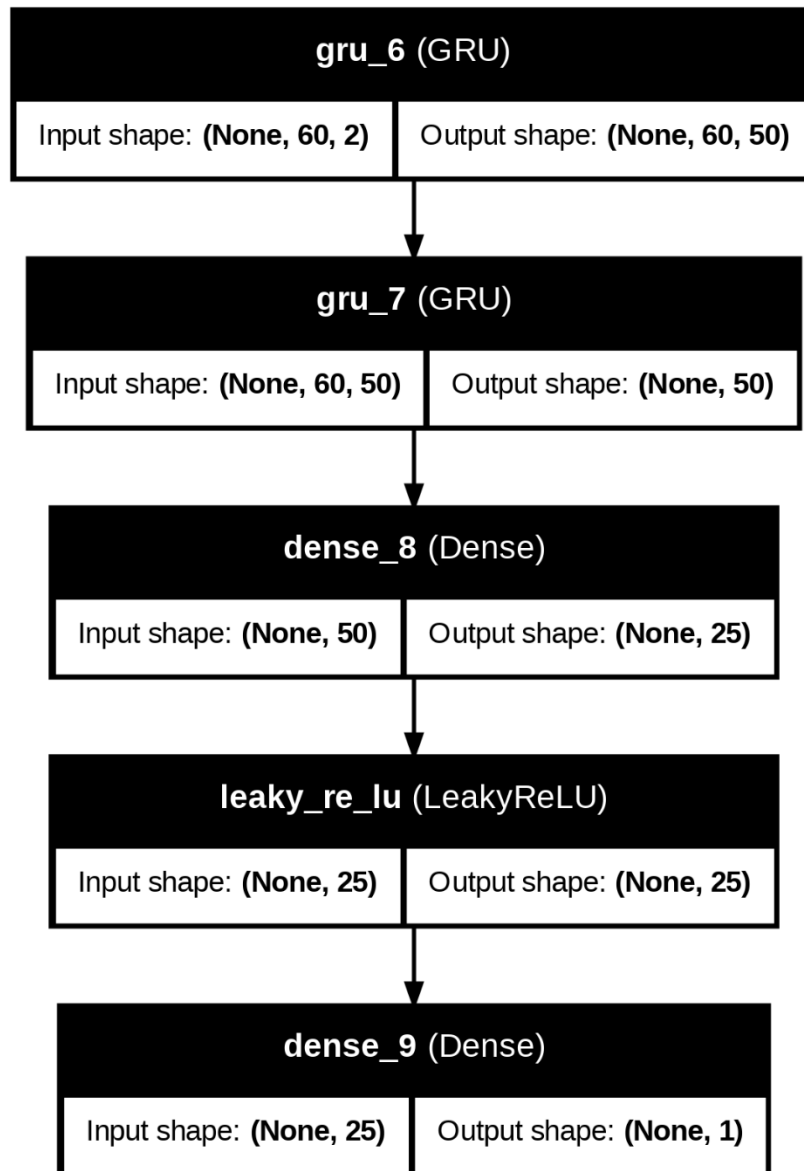 gru_6 (GRU)
Input shape: (None, 60, 2) Output shape: (None, 60, 50)
gru_7 (GRU)
Input shape: (None, 60, 50) Output shape: (None, 50)
dense_8 (Dense)
Input shape: (None, 50) Output shape: (None, 25)
leaky_re_lu (LeakyReLU)
Input shape: (None, 25) Output shape: (None, 25)
dense_9 (Dense)
Input shape: (None, 25) Output shape: (None, 1)